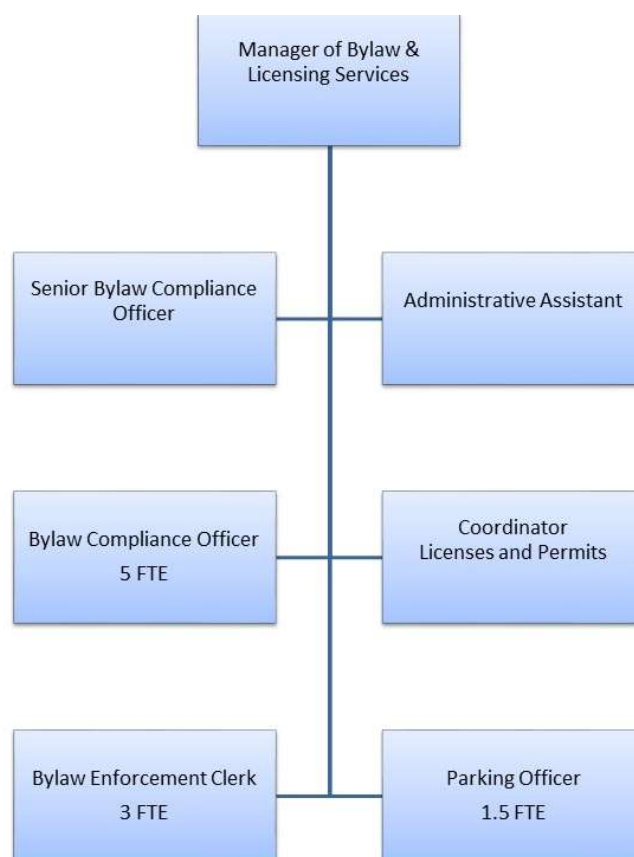 Manager of Bylaw &
Licensing Services
Senior Bylaw Compliance
Officer
Administrative Assistant
Bylaw Compliance Officer
5 FTE
Coordinator
Licenses and Permits
Bylaw Enforcement Clerk
3 FTE
Parking Officer
1.5 FTE